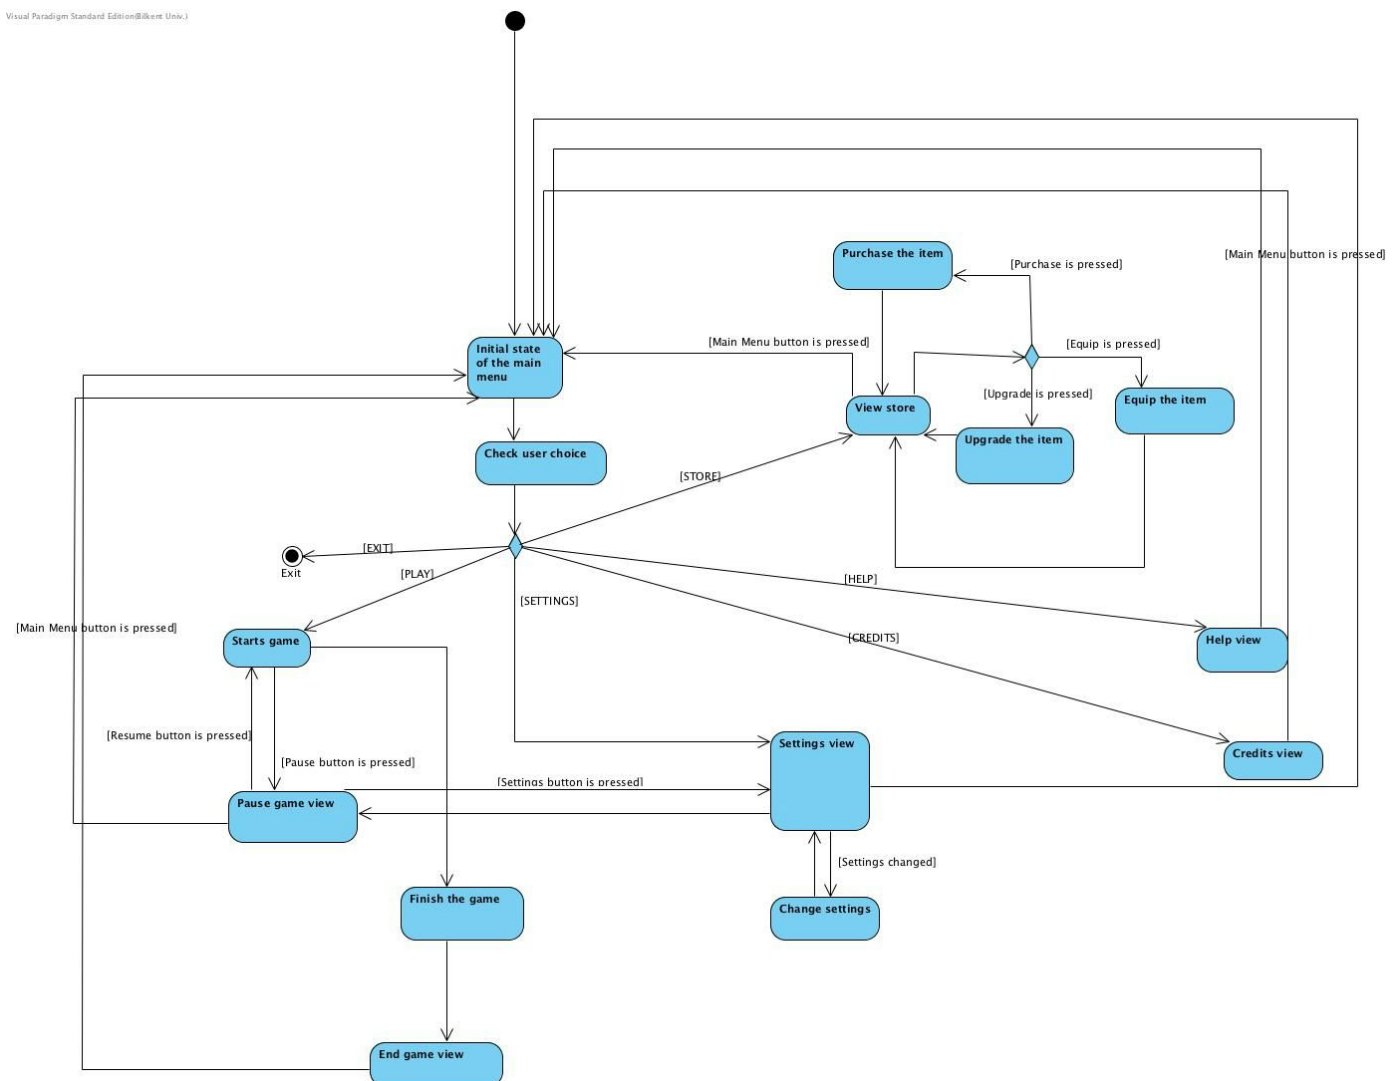 Visual Paradigm Standard Edition(Bilkent Univ.)
Purchase the item
[Purchase is pressed]
[Main Menu button is pressed]
[Main Menu button is pressed]
[Equip is pressed]
Initial state
of the main
menu
[Upgrade is pressed]
Equip the item
View store
Upgrade the item
Check user choice
[STORE]
[EXIT]
Exit
[PLAY]
[HELP]
[SETTINGS]
[Main Menu button is pressed]
Starts game
[CREDITS]
Help view
[Resume button is pressed]
Settings view
Credits view
[Pause button is pressed]
[Settings button is pressed]
Pause game view
[Settings changed]
Finish the game
Change settings
End game view